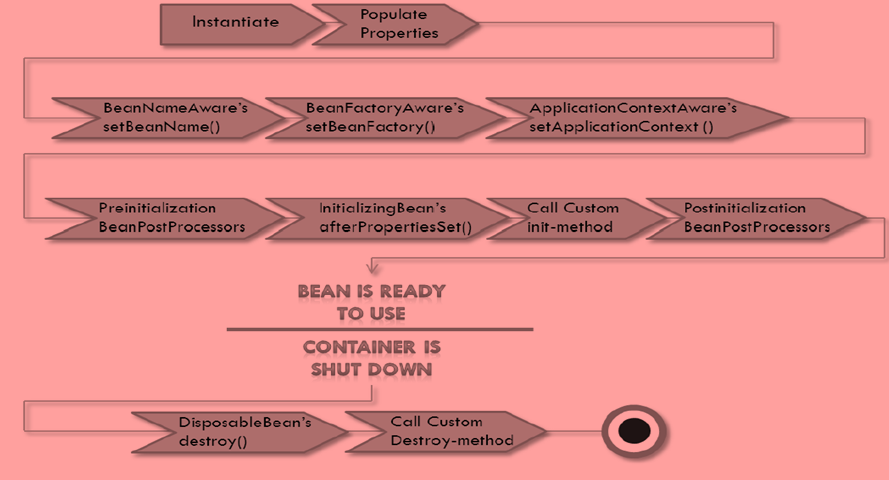 Instantiate
Populate
Properties
BeanNameAware's
setBeanName()
BeanFactoryAware's
setBeanFactory()
ApplicationContextAware's
setApplicationContext ()
Preinitialization
BeanPostProcessors
InitializingBean's
afterPropertiesSet()
Call Custom
init-method
Postinitialization
BeanPostProcessors
BEAN IS READY
TO USE
CONTAINER IS
SHUT DOWN
DisposableBean's
destroy()
Call Custom
Destroy-method